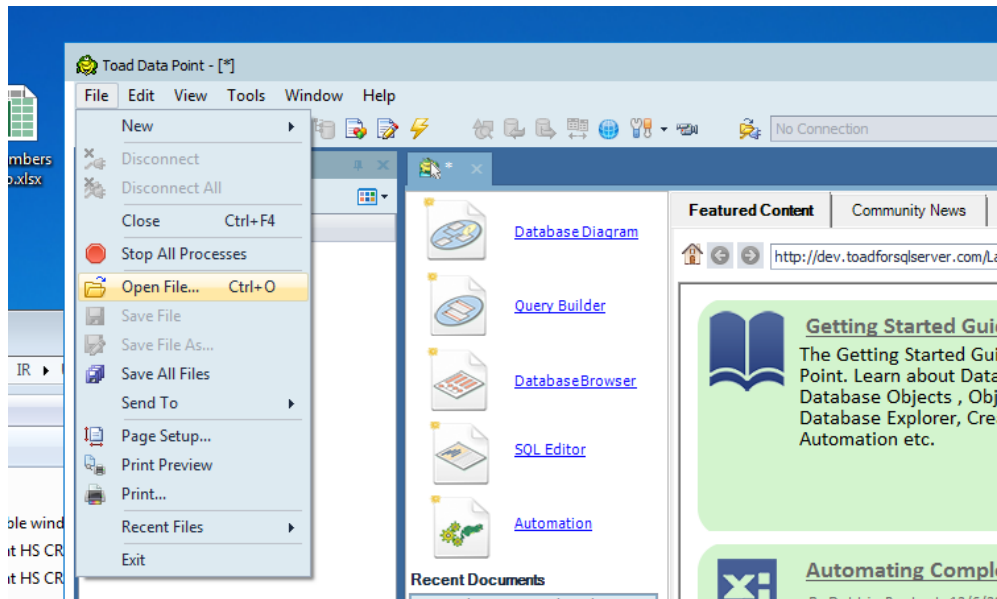 Toad Data Point - [*]
File Edit View Tools Window Help
New
Disconnect
Disconnect All
Close Ctrl+F4
Stop All Processes
Open File... Ctrl+O
Save File
Save File As...
Save All Files
Send To
Page Setup...
Print Preview
Print...
Recent Files
Exit
mbers
.xlsx
IR
ble wind
nt HS CR
nt HS CR
No Connection
*
Database Diagram
Query Builder
DatabaseBrowser
SQL Editor
Automation
Recent Documents
Featured Content Community News
http://dev.toadforsqlserver.com/La
Getting Started Gui
The Getting Started Gui
Point. Learn about Data
Database Objects , Obj
Database Explorer, Crea
Automation etc.
Automating Comple